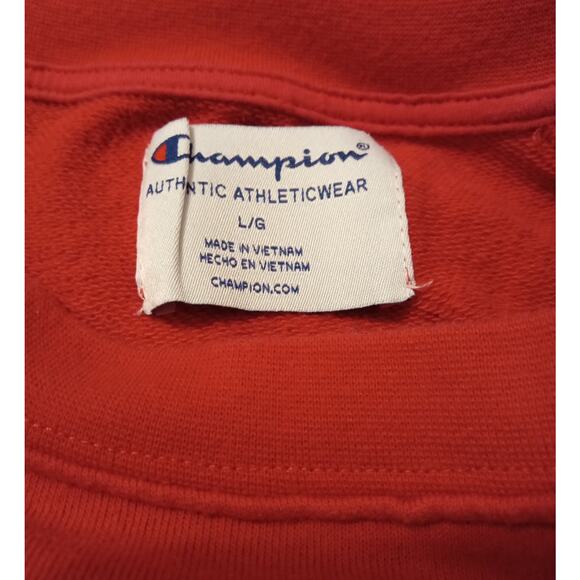 Champion®
AUTHENTIC ATHLETICWEAR
L/G
MADE IN VIETNAM
HECHO EN VIETNAM
CHAMPION.COM